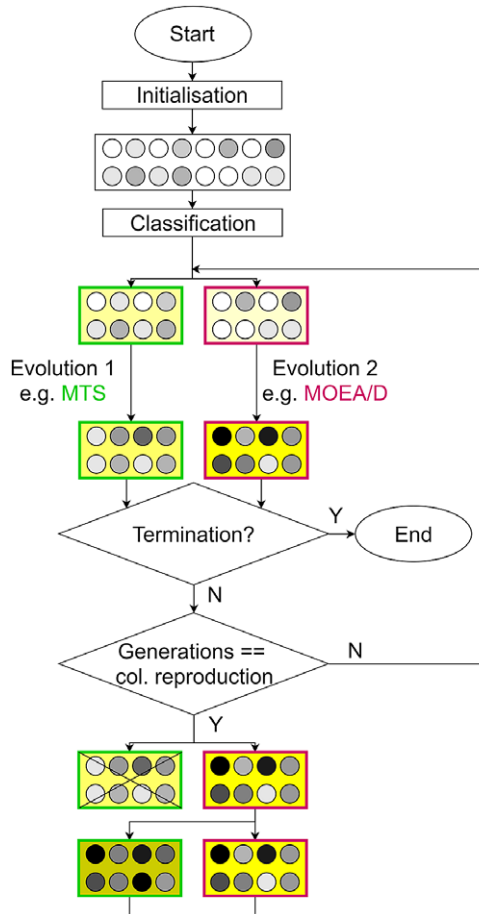 Start
Initialisation
Classification
Evolution 1
e.g. MTS
Evolution 2
e.g. MOEA/D
Termination?
Y
End
N
Generations ==
col. reproduction
N
Y